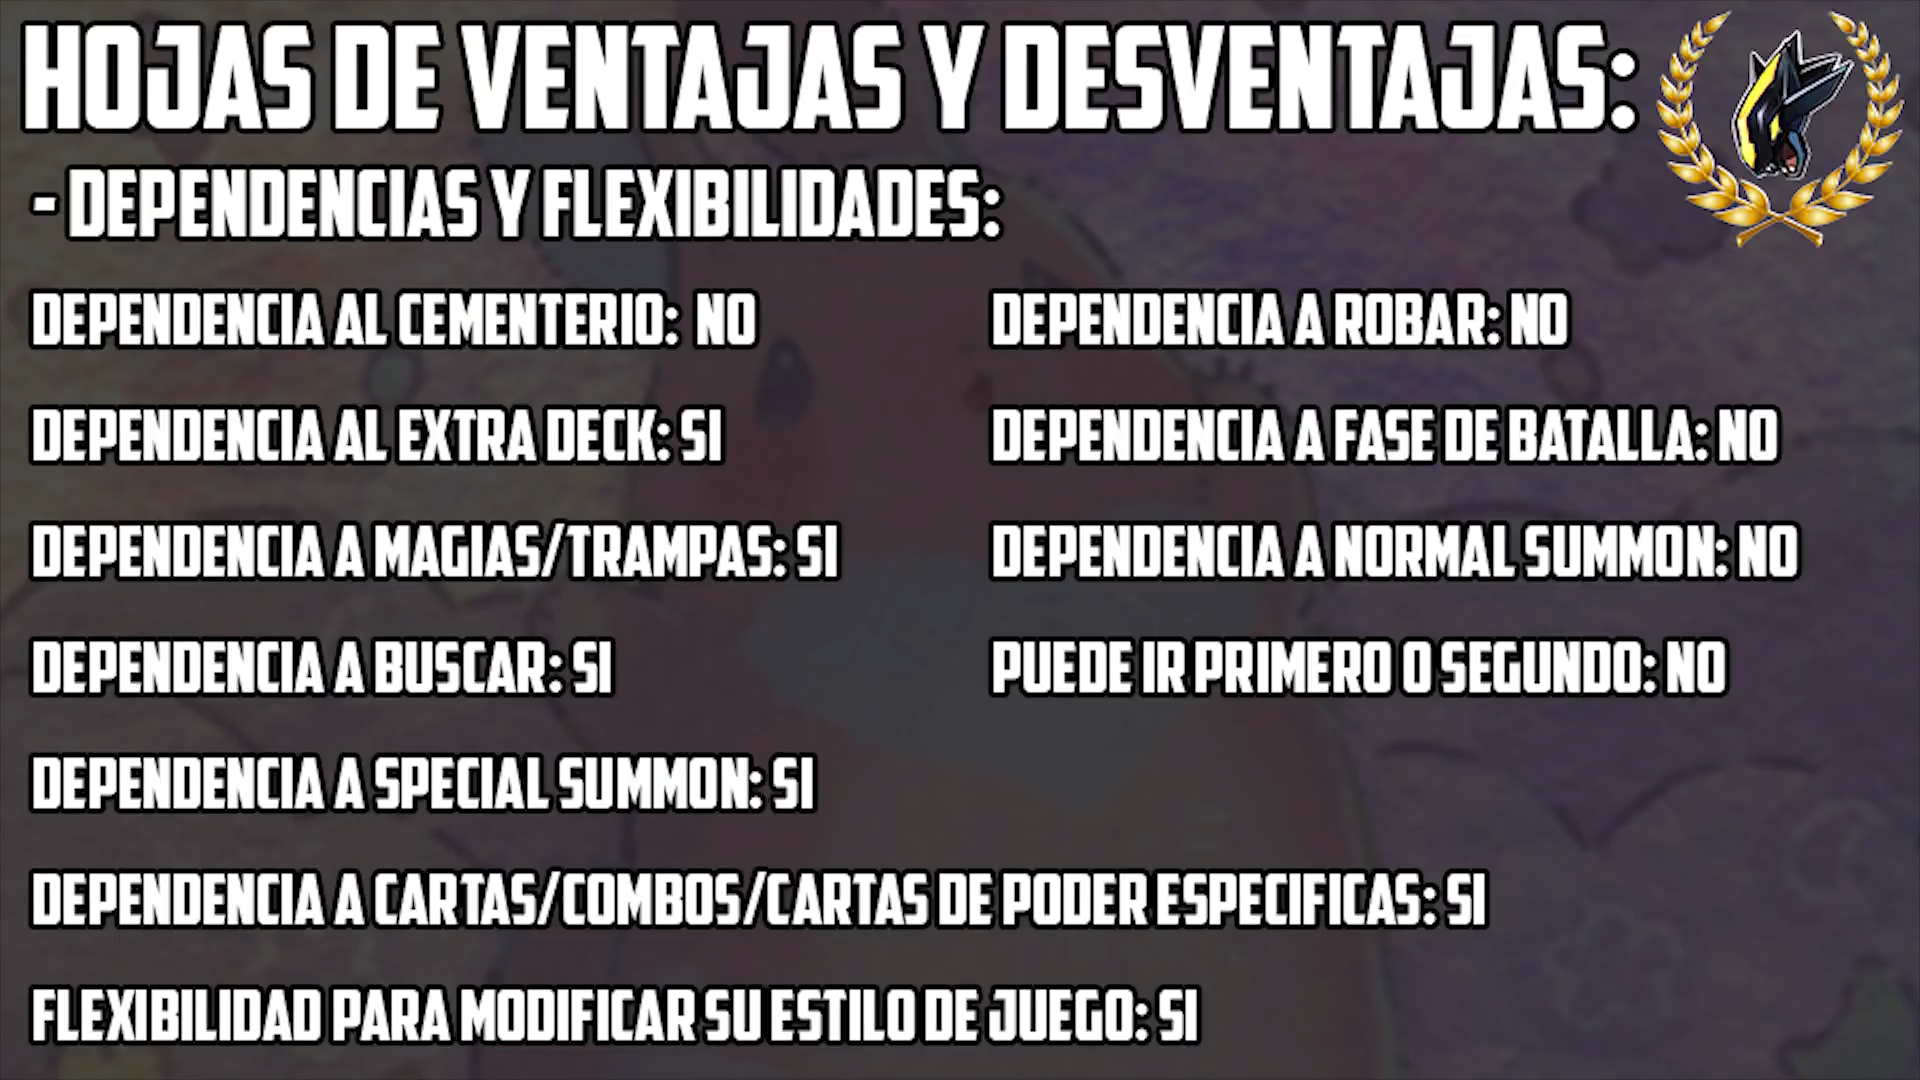 HOJAS DE VENTAJAS Y DESVENTAJAS:
- DEPENDENCIAS Y FLEXIBILIDADES:
DEPENDENCIA AL CEMENTERIO: NO
DEPENDENCIA AL EXTRA DECK: SI
DEPENDENCIA A MAGIAS/TRAMPAS: SI
DEPENDENCIA A BUSCAR: SI
DEPENDENCIA A SPECIAL SUMMON: SI
DEPENDENCIA A CARTAS/COMBOS/CARTAS DE PODER ESPECIFICAS: SI
FLEXIBILIDAD PARA MODIFICAR SU ESTILO DE JUEGO: SI
DEPENDENCIA A ROBAR: NO
DEPENDENCIA A FASE DE BATALLA: NO
DEPENDENCIA A NORMAL SUMMON: NO
PUEDE IR PRIMERO O SEGUNDO: NO